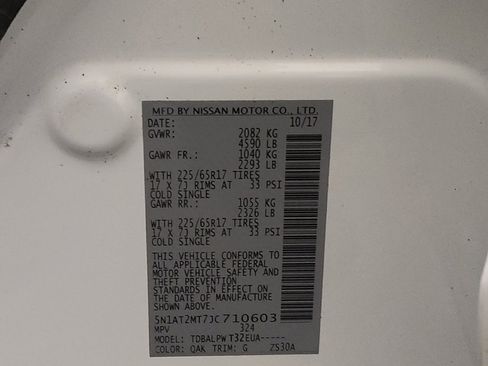 MFD BY NISSAN MOTOR CO., LTD.
DATE: 10/17
GVWR: 2082 KG
4590 LB
GAWR FR.: 1040 KG
2293 LB
WITH 225/65R17 TIRES
17 X 7J RIMS AT 33 PSI
COLD SINGLE
GAWR RR.: 1055 KG
2326 LB
WITH 225/65R17 TIRES
17 X 7J RIMS AT 33 PSI
COLD SINGLE
THIS VEHICLE CONFORMS TO
ALL APPLICABLE FEDERAL
MOTOR VEHICLE SAFETY AND
THEFT PREVENTION
STANDARDS IN EFFECT ON
THE DATE OF MANUFACTURE
SHOWN ABOVE.
5N1AT2MT7JC710603
MPV 324
MODEL: TDBALPW T32EUA-----
COLOR: QAK TRIM: G ZS30A